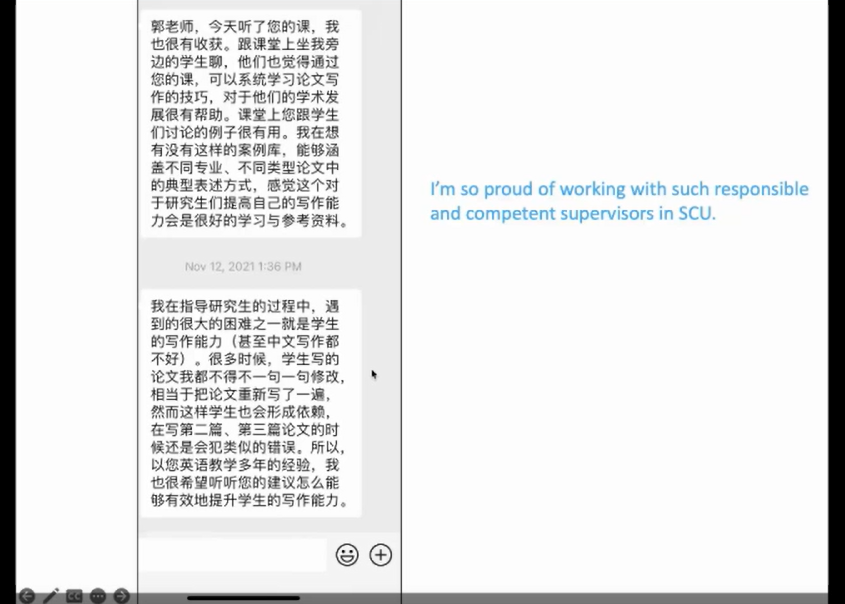 郭老师，今天听了您的课，我
也很有收获。跟课堂上坐我旁
边的学生聊，他们也觉得通过
您的课，可以系统学习论文写
作的技巧，对于他们的学术发
展很有帮助。课堂上您跟学生
们讨论的例子很有用。我在想
有没有这样的案例库，能够涵
盖不同专业、不同类型论文中
的典型表述方式，感觉这个对
于研究生们提高自己的写作能
力会是很好的学习与参考资料。
Nov 12, 2021 1:36 PM
我在指导研究生的过程中，遇
到的很大的困难之一就是学生
的写作能力（甚至中文写作都
不好）。很多时候，学生写的
论文我都不得不一句一句修改，
相当于把论文重新写了一遍，
然而这样学生也会形成依赖，
在写第二篇、第三篇论文的时
候还是会犯类似的错误。所以，
以您英语教学多年的经验，我
也很希望听听您的建议怎么能
够有效地提升学生的写作能力。
I'm so proud of working with such responsible
and competent supervisors in SCU.
CC